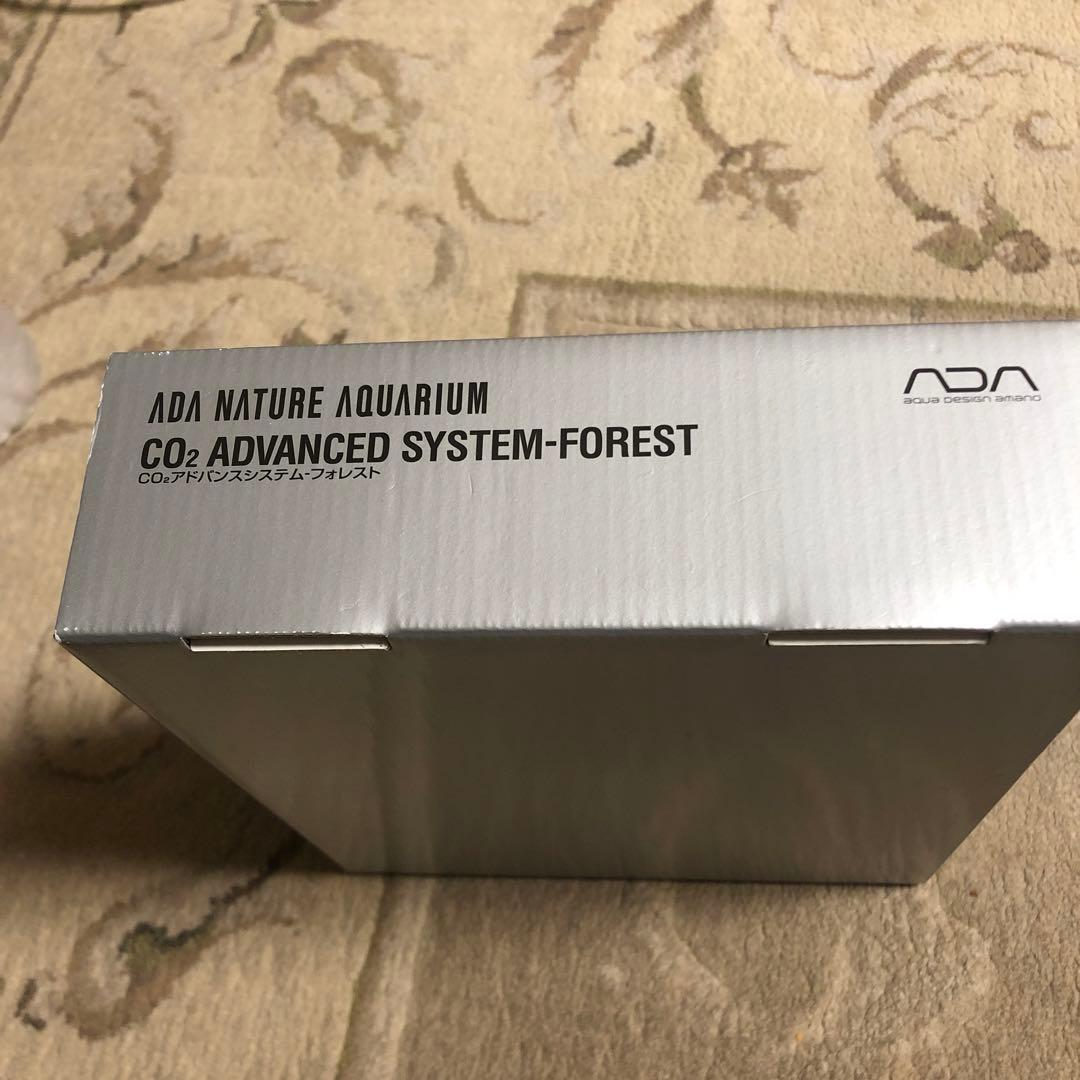 ADA NATURE AQUARIUM
CO₂ ADVANCED SYSTEM-FOREST
CO₂アドバンスシステム-フォレスト
ADA
aqua design amano